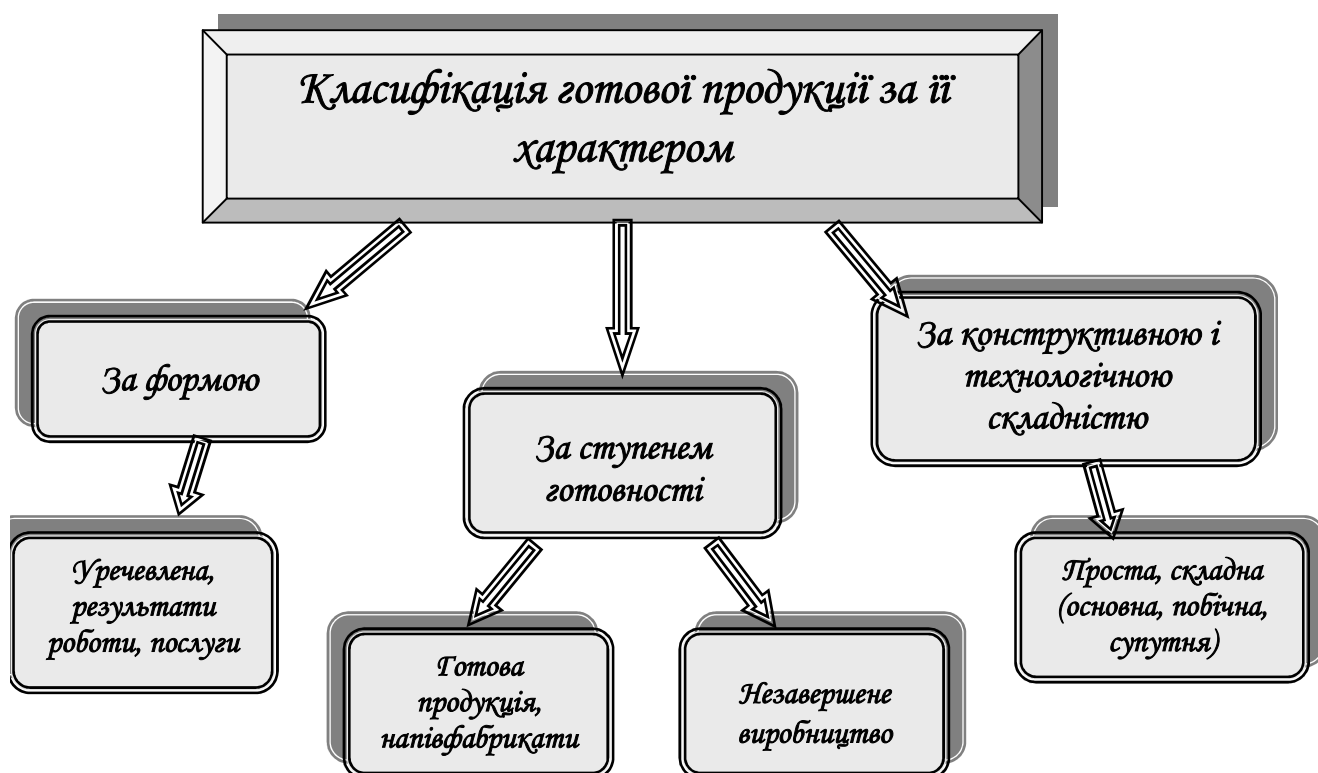 Класифікація готової продукції за її
характером
За формою
За ступенем
готовності
За конструктивною і
технологічною
складністю
Уречевлена,
результати
роботи, послуги
Готова
продукція,
напівфабрикати
Незавершене
виробництво
Проста, складна
(основна, побічна,
супутня)